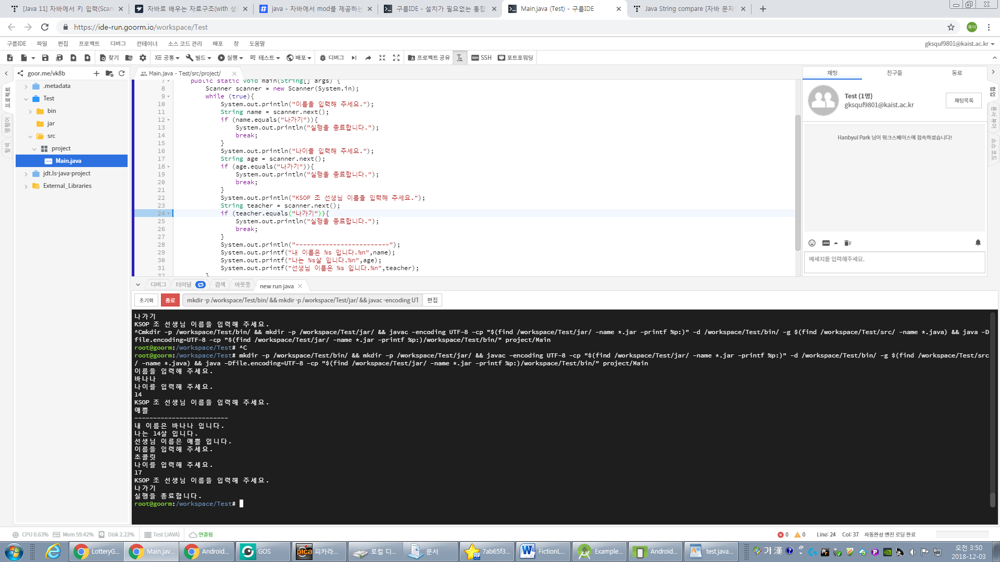 [Java 11] 자바에서 키 입력(Scan
자바로 배우는 자료구조(with 생
java - 자바에서 mod를 제공하는
구름IDE - 설치가 필요없는 통합
Main.java (Test) - 구름IDE
Java String compare [자바 문자
https://ide-run.goorm.io/workspace/Test
구름IDE 파일 편집 프로젝트 디버그 컨테이너 소스 코드 관리 배포 창 도움말
gksquf9801@kaist.ac.kr
찾기 공통 빌드 실행 테스트 배포 디버그 프로젝트 공유 SSH 포트포워딩
goor.me/vk8b
프로젝트
.metadata
Test
bin
jar
src
project
Main.java
jdt.ls-java-project
External_Libraries
Main.java - Test/src/project/
7 public static void main(String[] args) {
8 Scanner scanner = new Scanner(System.in);
9 while (true){
10 System.out.println("이름을 입력해 주세요.");
11 String name = scanner.next();
12 if (name.equals("나가기")){
13 System.out.println("실행을 종료합니다.");
14 break;
15 }
16 System.out.println("나이를 입력해 주세요.");
17 String age = scanner.next();
18 if (age.equals("나가기")){
19 System.out.println("실행을 종료합니다.");
20 break;
21 }
22 System.out.println("KSOP 조 선생님 이름을 입력해 주세요.");
23 String teacher = scanner.next();
24 if (teacher.equals("나가기")){
25 System.out.println("실행을 종료합니다.");
26 break;
27 }
28 System.out.println("-------------------------");
29 System.out.printf("내 이름은 %s 입니다.%n",name);
30 System.out.printf("나는 %s살 입니다.%n",age);
31 System.out.printf("선생님 이름은 %s 입니다.%n",teacher);
32 }
채팅 친구들 동료
Test (1명)
gksquf9801@kaist.ac.kr
채팅목록
Hanbyul Park 님이 워크스페이스에 접속하셨습니다!
메세지를 입력해주세요.
협업
문서 뷰어
소스코드
디버그 터미널 검색 아웃풋 new run java
초기화 종료 mkdir -p /workspace/Test/bin/ && mkdir -p /workspace/Test/jar/ && javac -encoding UT 편집
나가기
KSOP 조 선생님 이름을 입력해 주세요.
^Cmkdir -p /workspace/Test/bin/ && mkdir -p /workspace/Test/jar/ && javac -encoding UTF-8 -cp "$(find /workspace/Test/jar/ -name *.jar -printf %p:)" -d /workspace/Test/bin/ -g $(find /workspace/Test/src/ -name *.java) && java -D
file.encoding=UTF-8 -cp "$(find /workspace/Test/jar/ -name *.jar -printf %p:)/workspace/Test/bin/" project/Main
root@goorm:/workspace/Test# ^C
root@goorm:/workspace/Test# mkdir -p /workspace/Test/bin/ && mkdir -p /workspace/Test/jar/ && javac -encoding UTF-8 -cp "$(find /workspace/Test/jar/ -name *.jar -printf %p:)" -d /workspace/Test/bin/ -g $(find /workspace/Test/src
/ -name *.java) && java -Dfile.encoding=UTF-8 -cp "$(find /workspace/Test/jar/ -name *.jar -printf %p:)/workspace/Test/bin/" project/Main
이름을 입력해 주세요.
바나나
나이를 입력해 주세요.
14
KSOP 조 선생님 이름을 입력해 주세요.
애쁠
-------------------------
내 이름은 바나나 입니다.
나는 14살 입니다.
선생님 이름은 애쁠 입니다.
이름을 입력해 주세요.
초콜릿
나이를 입력해 주세요.
17
KSOP 조 선생님 이름을 입력해 주세요.
나가기
실행을 종료합니다.
root@goorm:/workspace/Test#
CPU 0.63% Mem 59.42% Disk 2.22% Test (JAVA) 연결됨
0 0 Line: 24 Col: 37 자동완성 엔진 로딩 완료
LotteryG... Main.jav... Android... GOS 피카라... 로컬 디... 문서 7ab65f3... FictionL... Example... Android... test.java...
가 漢
오전 3:50
2018-12-03